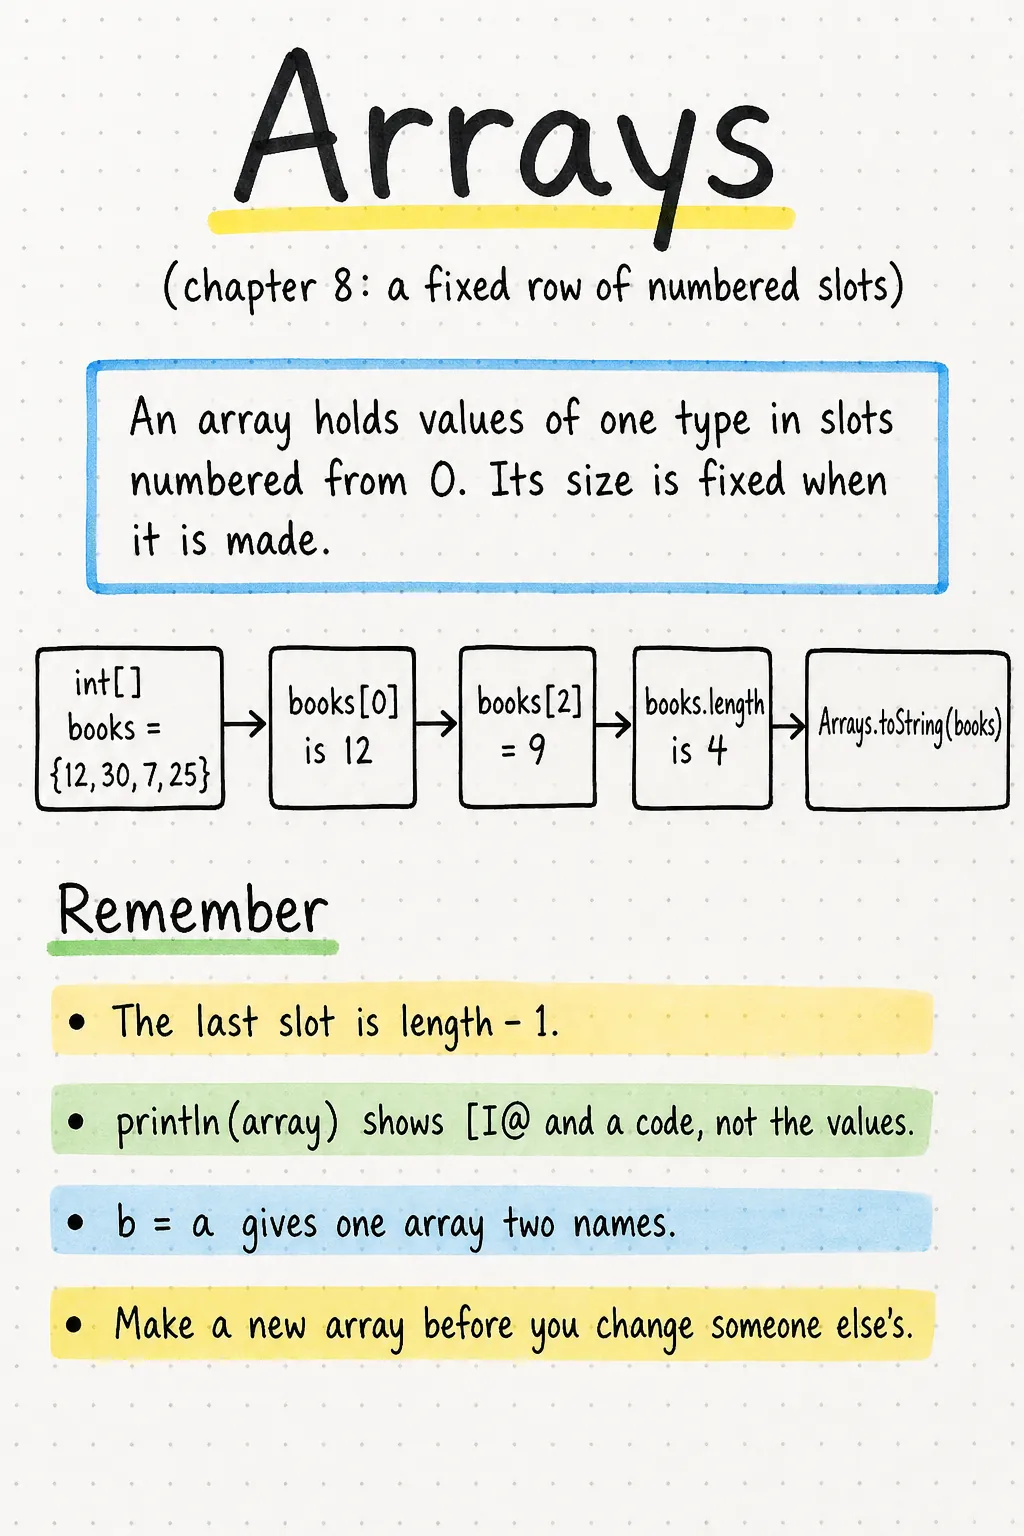 Arrays
(chapter 8: a fixed row of numbered slots)
An array holds values of one type in slots
numbered from 0. Its size is fixed when
it is made.
int[]
books =
{12, 30, 7, 25}
books[0]
is 12
books[2]
= 9
books.length
is 4
Arrays.toString(books)
Remember
• The last slot is length - 1.
• println(array) shows [I@ and a code, not the values.
• b = a gives one array two names.
• Make a new array before you change someone else's.